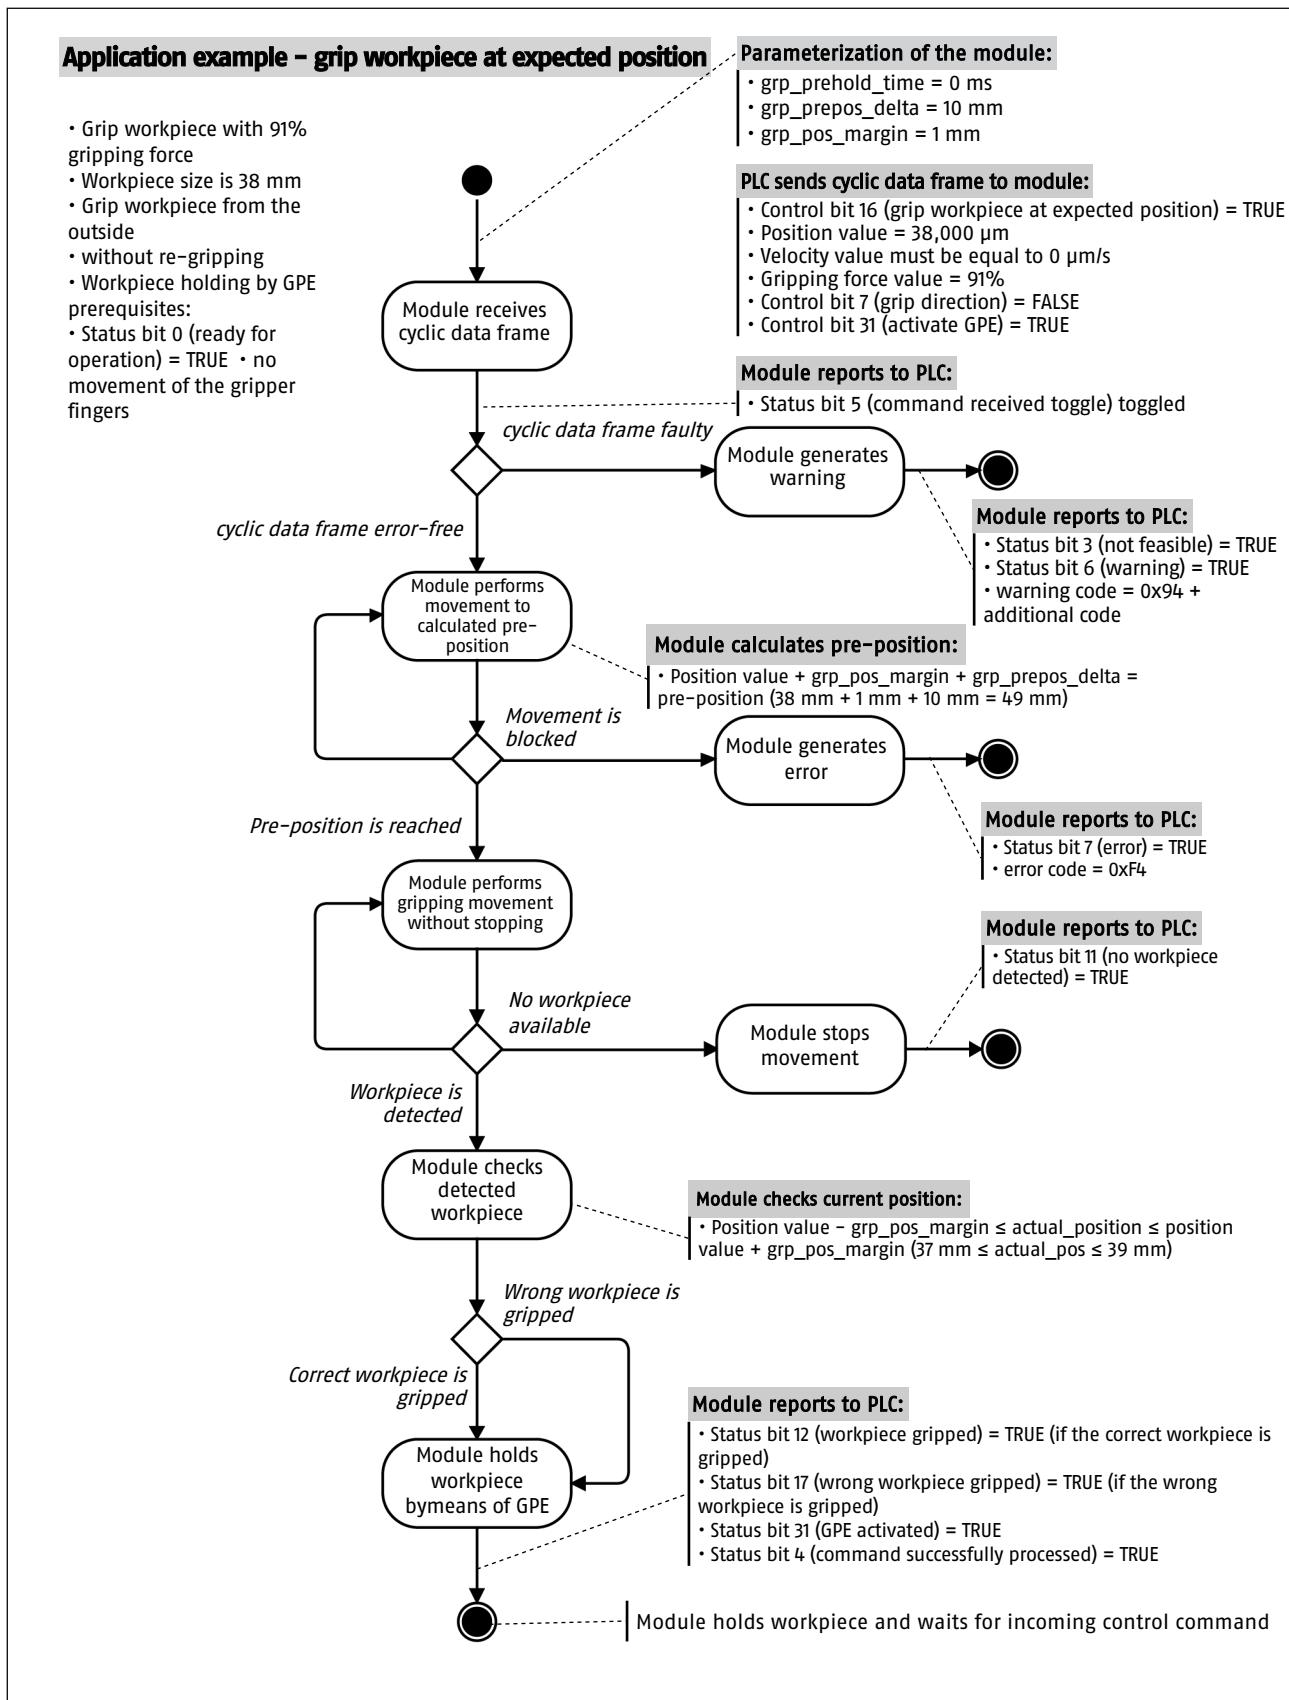 Application example – grip workpiece at expected position
• Grip workpiece with 91%
gripping force
• Workpiece size is 38 mm
• Grip workpiece from the
outside
• without re-gripping
• Workpiece holding by GPE
prerequisites:
• Status bit 0 (ready for
operation) = TRUE • no
movement of the gripper
fingers
Parameterization of the module:
• grp_prehold_time = 0 ms
• grp_prepos_delta = 10 mm
• grp_pos_margin = 1 mm
PLC sends cyclic data frame to module:
• Control bit 16 (grip workpiece at expected position) = TRUE
• Position value = 38,000 µm
• Velocity value must be equal to 0 µm/s
• Gripping force value = 91%
• Control bit 7 (grip direction) = FALSE
• Control bit 31 (activate GPE) = TRUE
Module receives
cyclic data frame
Module reports to PLC:
• Status bit 5 (command received toggle) toggled
cyclic data frame faulty
Module generates
warning
cyclic data frame error-free
Module reports to PLC:
• Status bit 3 (not feasible) = TRUE
• Status bit 6 (warning) = TRUE
• warning code = 0x94 +
additional code
Module performs
movement to
calculated pre-
position
Module calculates pre-position:
• Position value + grp_pos_margin + grp_prepos_delta =
pre-position (38 mm + 1 mm + 10 mm = 49 mm)
Movement is
blocked
Module generates
error
Pre-position is reached
Module reports to PLC:
• Status bit 7 (error) = TRUE
• error code = 0xF4
Module performs
gripping movement
without stopping
Module reports to PLC:
• Status bit 11 (no workpiece
detected) = TRUE
No workpiece
available
Module stops
movement
Workpiece is
detected
Module checks
detected
workpiece
Module checks current position:
• Position value - grp_pos_margin ≤ actual_position ≤ position
value + grp_pos_margin (37 mm ≤ actual_pos ≤ 39 mm)
Wrong workpiece is
gripped
Correct workpiece is
gripped
Module reports to PLC:
• Status bit 12 (workpiece gripped) = TRUE (if the correct workpiece is
gripped)
• Status bit 17 (wrong workpiece gripped) = TRUE (if the wrong
workpiece is gripped)
• Status bit 31 (GPE activated) = TRUE
• Status bit 4 (command successfully processed) = TRUE
Module holds
workpiece
bymeans of GPE
Module holds workpiece and waits for incoming control command